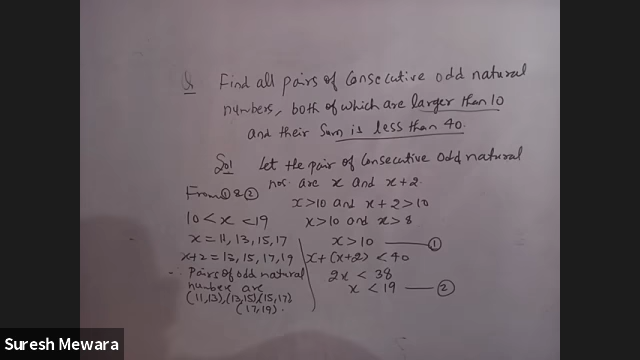 Q. Find all pairs of consecutive odd natural
numbers, both of which are larger than 10
and their sum is less than 40.
Sol Let the pair of consecutive odd natural
nos. are x and x+2.
x>10 and x+2>10
x>10 and x>8
x>10 —— ①
x+(x+2) <40
2x < 38
x < 19 —— ②
From ① & ②
10 < x < 19
x = 11, 13, 15, 17
x+2 = 13, 15, 17, 19
∴ Pairs of odd natural
numbers are
(11,13), (13,15), (15,17)
(17,19).
Suresh Mewara